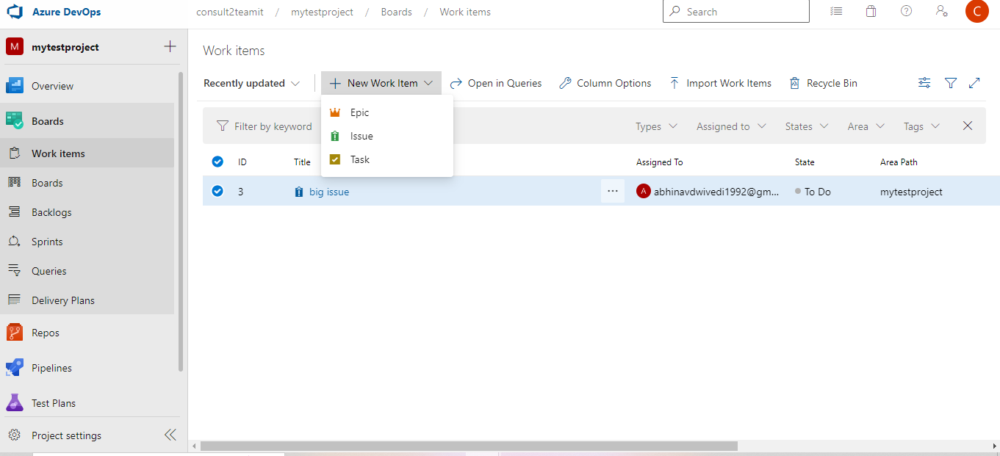 Azure DevOps
consult2teamit / mytestproject / Boards / Work items
Search
C
M mytestproject
Overview
Boards
Work items
Boards
Backlogs
Sprints
Queries
Delivery Plans
Repos
Pipelines
Test Plans
Project settings
Work items
Recently updated New Work Item Open in Queries Column Options Import Work Items Recycle Bin
Epic
Issue
Task
Filter by keyword Types Assigned to States Area Tags
ID Title Assigned To State Area Path
3 big issue ... A abhinavdwivedi1992@gm... To Do mytestproject